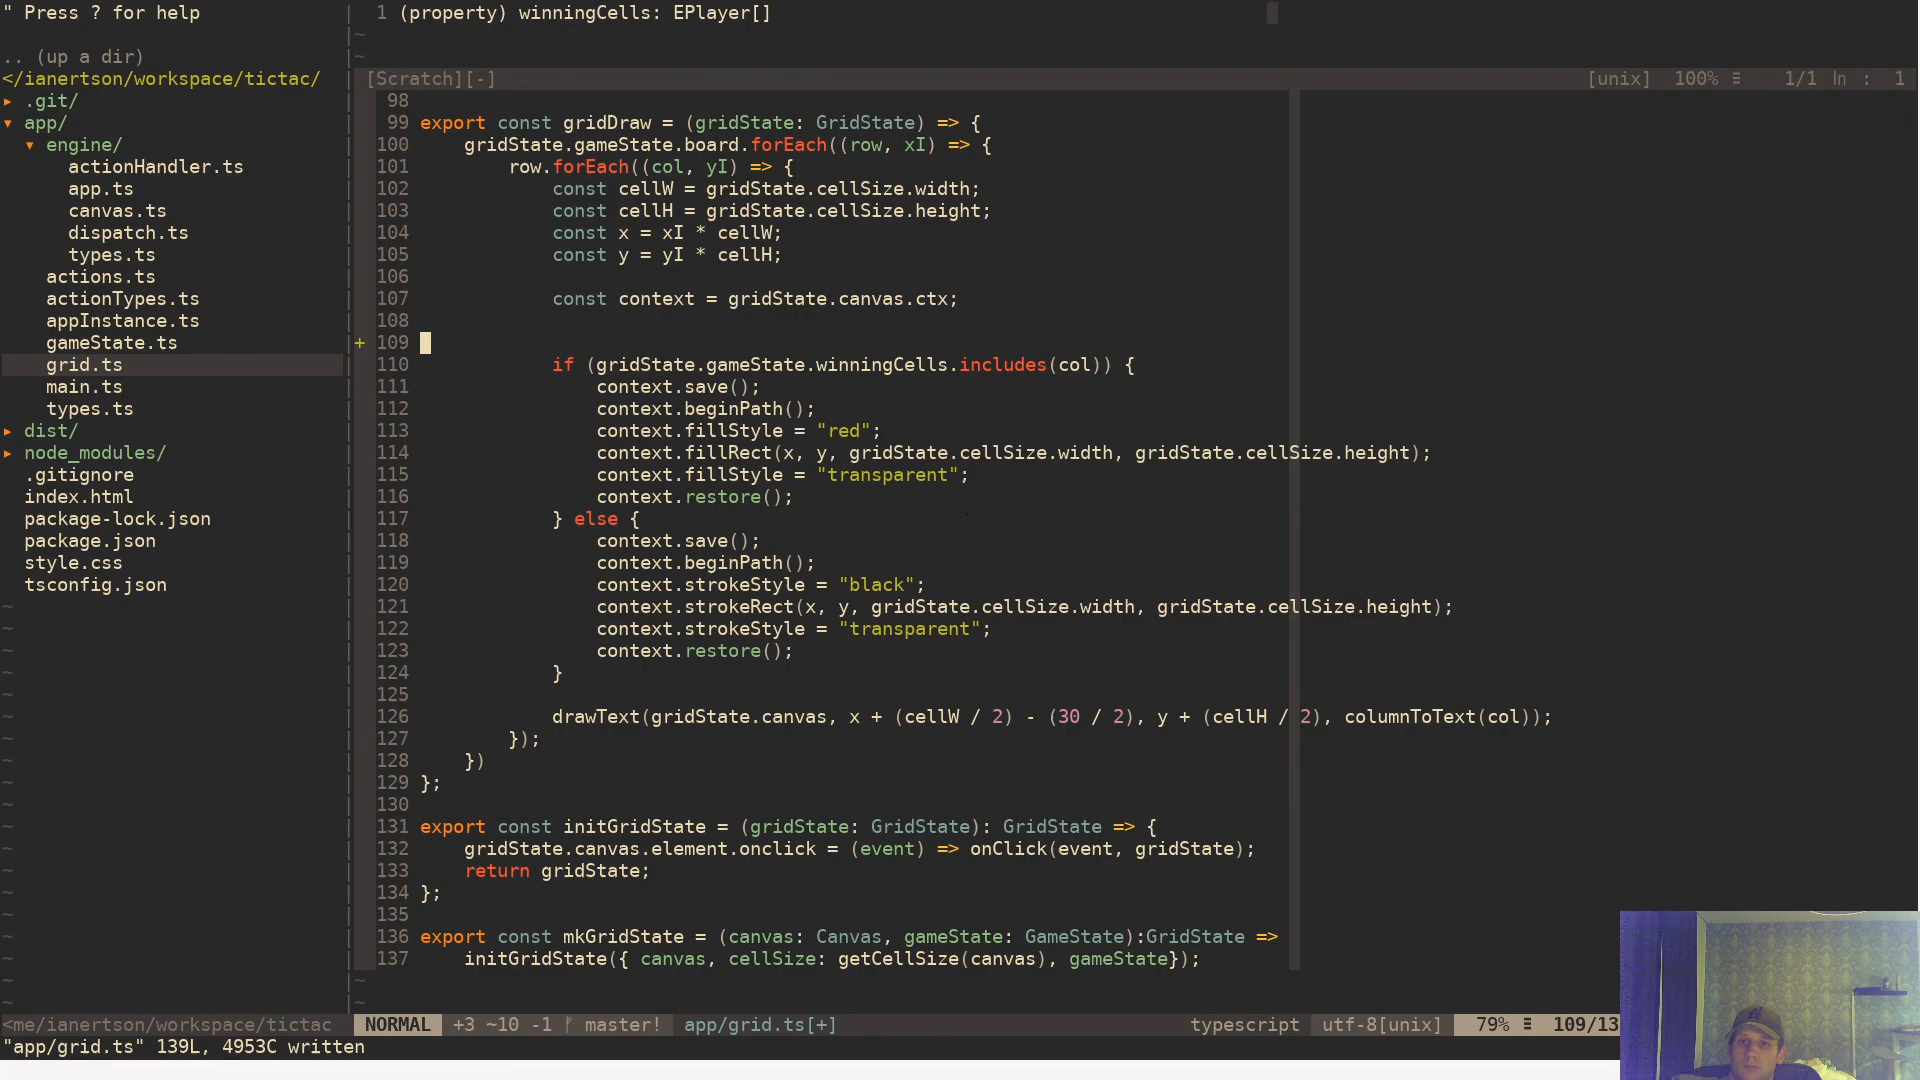 " Press ? for help
.. (up a dir)
</ianertson/workspace/tictac/
▸ .git/
▾ app/
▾ engine/
actionHandler.ts
app.ts
canvas.ts
dispatch.ts
types.ts
actions.ts
actionTypes.ts
appInstance.ts
gameState.ts
grid.ts
main.ts
types.ts
▸ dist/
▸ node_modules/
.gitignore
index.html
package-lock.json
package.json
style.css
tsconfig.json
<me/ianertson/workspace/tictac
1 (property) winningCells: EPlayer[]
[Scratch][-] [unix] 100% ≡ 1/1 ln : 1
98
99 export const gridDraw = (gridState: GridState) => {
100 gridState.gameState.board.forEach((row, xI) => {
101 row.forEach((col, yI) => {
102 const cellW = gridState.cellSize.width;
103 const cellH = gridState.cellSize.height;
104 const x = xI * cellW;
105 const y = yI * cellH;
106
107 const context = gridState.canvas.ctx;
108
+ 109
110 if (gridState.gameState.winningCells.includes(col)) {
111 context.save();
112 context.beginPath();
113 context.fillStyle = "red";
114 context.fillRect(x, y, gridState.cellSize.width, gridState.cellSize.height);
115 context.fillStyle = "transparent";
116 context.restore();
117 } else {
118 context.save();
119 context.beginPath();
120 context.strokeStyle = "black";
121 context.strokeRect(x, y, gridState.cellSize.width, gridState.cellSize.height);
122 context.strokeStyle = "transparent";
123 context.restore();
124 }
125
126 drawText(gridState.canvas, x + (cellW / 2) - (30 / 2), y + (cellH / 2), columnToText(col));
127 });
128 })
129 };
130
131 export const initGridState = (gridState: GridState): GridState => {
132 gridState.canvas.element.onclick = (event) => onClick(event, gridState);
133 return gridState;
134 };
135
136 export const mkGridState = (canvas: Canvas, gameState: GameState):GridState =>
137 initGridState({ canvas, cellSize: getCellSize(canvas), gameState});
NORMAL +3 ~10 -1 ᚠ master! app/grid.ts[+] typescript utf-8[unix] 79% ≡ 109/13
"app/grid.ts" 139L, 4953C written